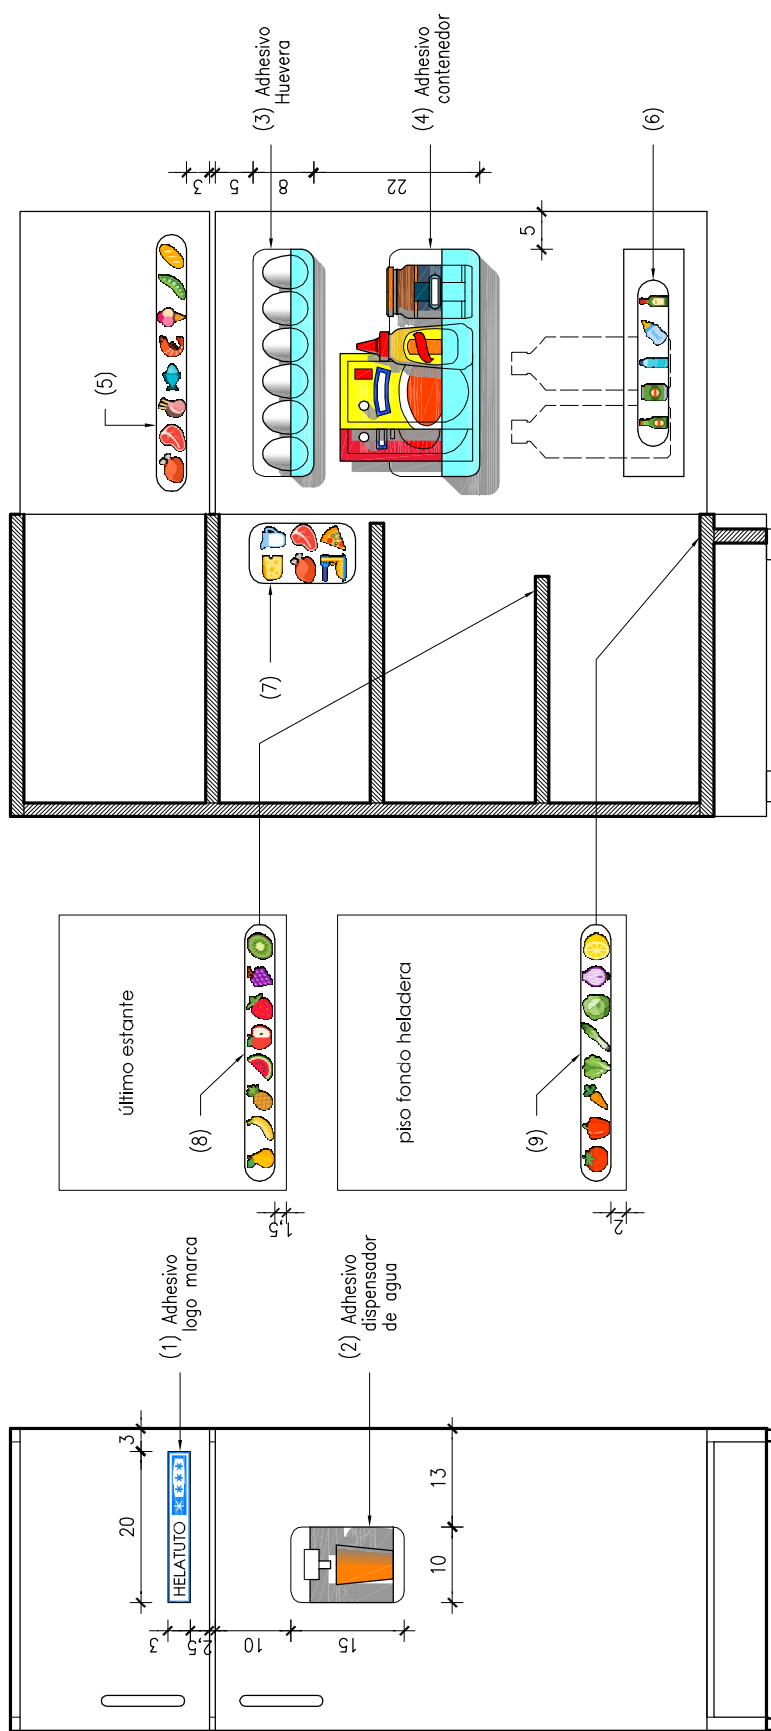 (1) Adhesivo
logo marca
20
3
HELATUTO ****
3
2,5
10
15
10
13
(2) Adhesivo
dispensador
de agua
último estante
(8)
1,5
piso fondo heladera
(9)
2
(5)
(7)
3
5
8
22
5
(3) Adhesivo
Huevera
(4) Adhesivo
contenedor
(6)